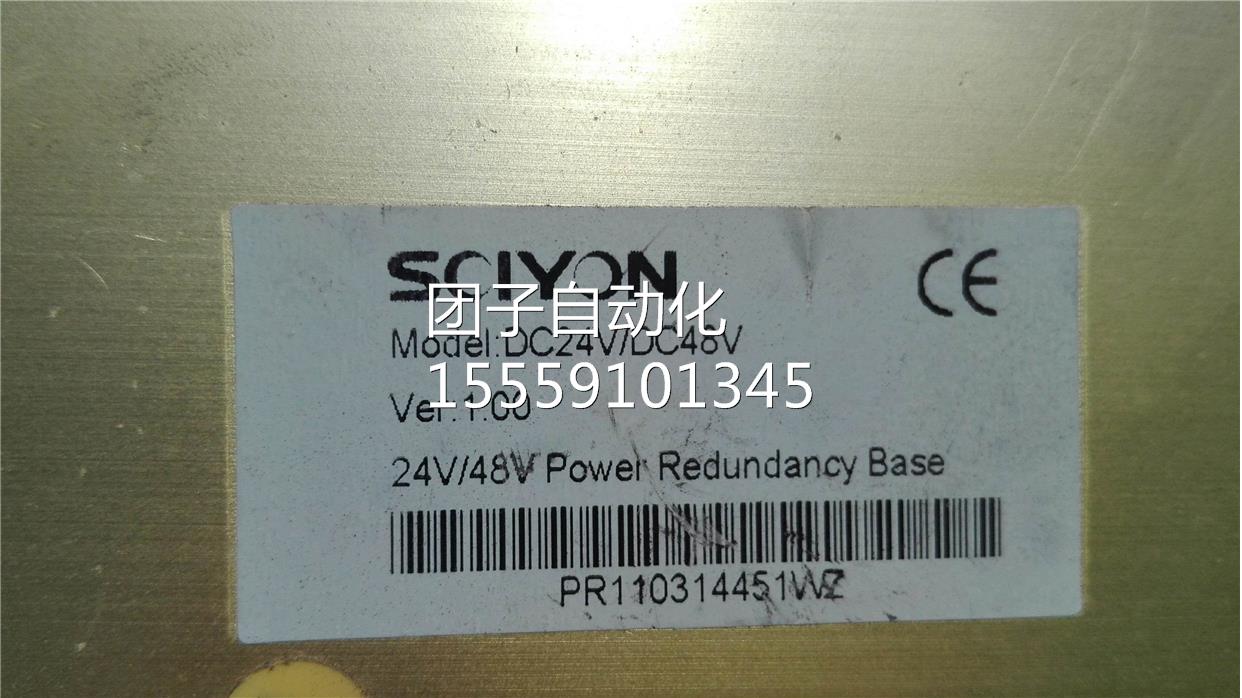 SCIYON
CE
团子自动化
Model:DC24V/DC48V
15559101345
Ver:1.00
24V/48V Power Redundancy Base
PR110314451WZ